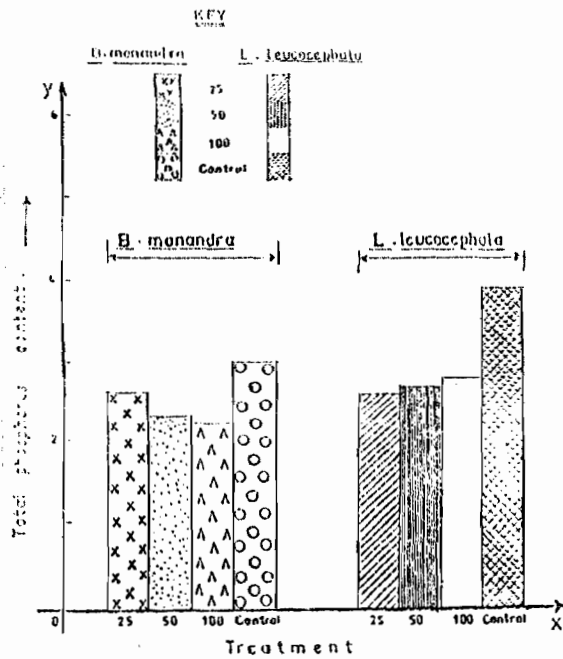 KEY
B.monandra L.leucocephala
25
50
100
Control
y
6
B.monandra L.leucocephala
4
2
Total phosphorus content.
0 25 50 100 Control 25 50 100 Control x
Treatment